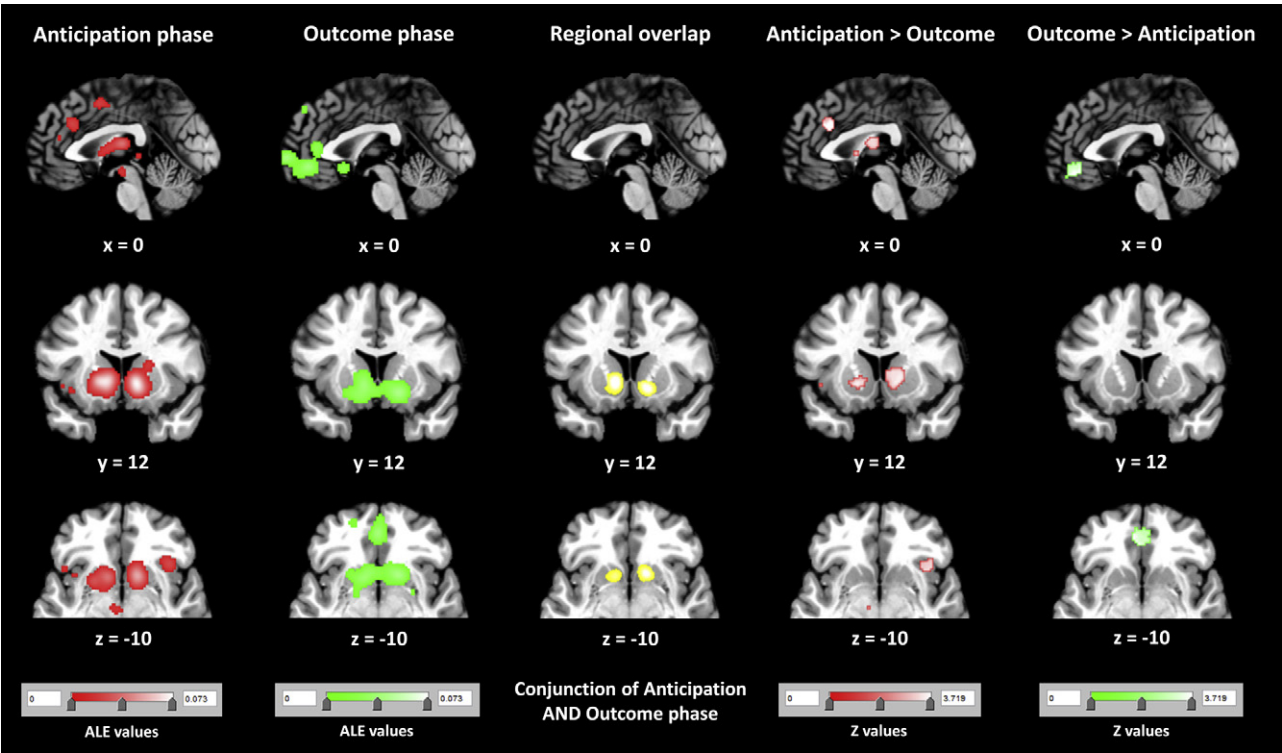 Anticipation phase
Outcome phase
Regional overlap
Anticipation > Outcome
Outcome > Anticipation
x = 0
x = 0
x = 0
x = 0
x = 0
y = 12
y = 12
y = 12
y = 12
y = 12
z = -10
z = -10
z = -10
z = -10
z = -10
0
0.073
ALE values
0
0.073
ALE values
Conjunction of Anticipation
AND Outcome phase
0
3.719
Z values
0
3.719
Z values